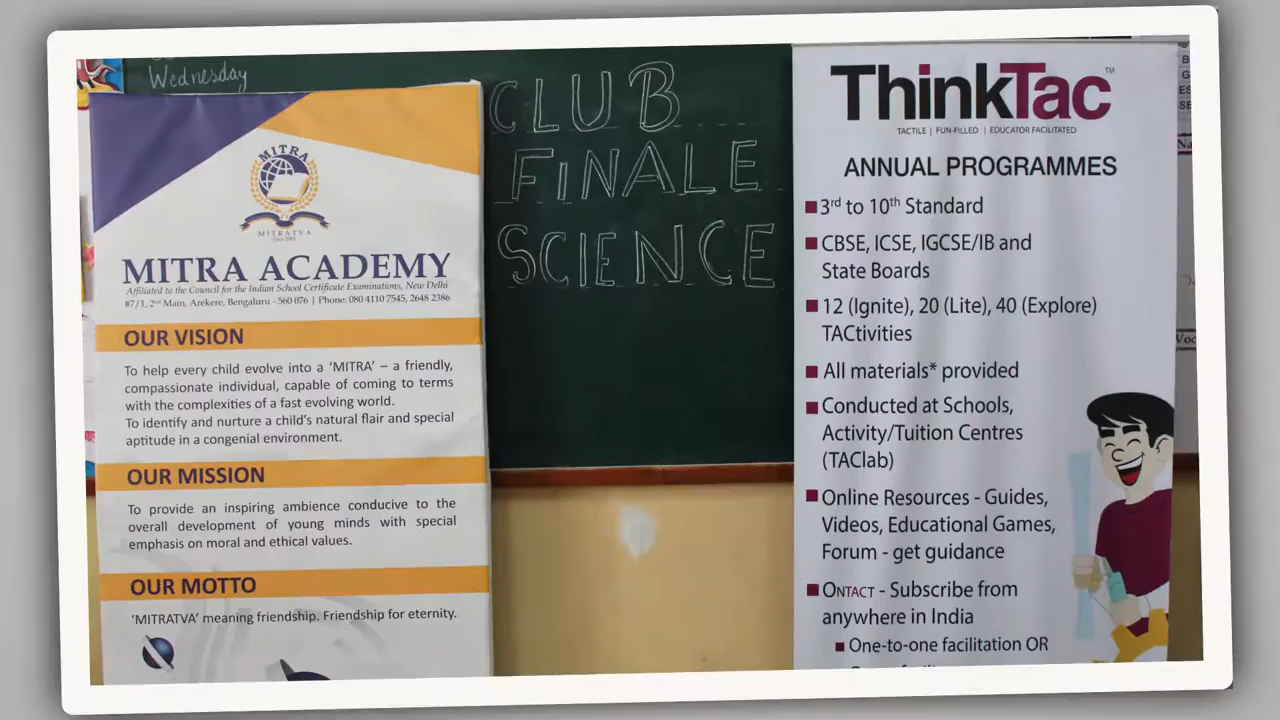 Wednesday
MITRA
MITRATVA
Since 2001
MITRA ACADEMY
Affiliated to the Council for the Indian School Certificate Examinations, New Delhi
#7/1, 2nd Main, Arekere, Bengaluru - 560 076 | Phone: 080 4110 7545, 2648 2386
OUR VISION
To help every child evolve into a ‘MITRA’ – a friendly,
compassionate individual, capable of coming to terms
with the complexities of a fast evolving world.
To identify and nurture a child’s natural flair and special
aptitude in a congenial environment.
OUR MISSION
To provide an inspiring ambience conducive to the
overall development of young minds with special
emphasis on moral and ethical values.
OUR MOTTO
‘MITRATVA’ meaning friendship. Friendship for eternity.
CLUB
FINALE
SCIENCE
ThinkTac™
TACTILE | FUN-FILLED | EDUCATOR FACILITATED
ANNUAL PROGRAMMES
3rd to 10th Standard
CBSE, ICSE, IGCSE/IB and
State Boards
12 (Ignite), 20 (Lite), 40 (Explore)
TACtivities
All materials* provided
Conducted at Schools,
Activity/Tuition Centres
(TAClab)
Online Resources - Guides,
Videos, Educational Games,
Forum - get guidance
ONTACT - Subscribe from
anywhere in India
One-to-one facilitation OR